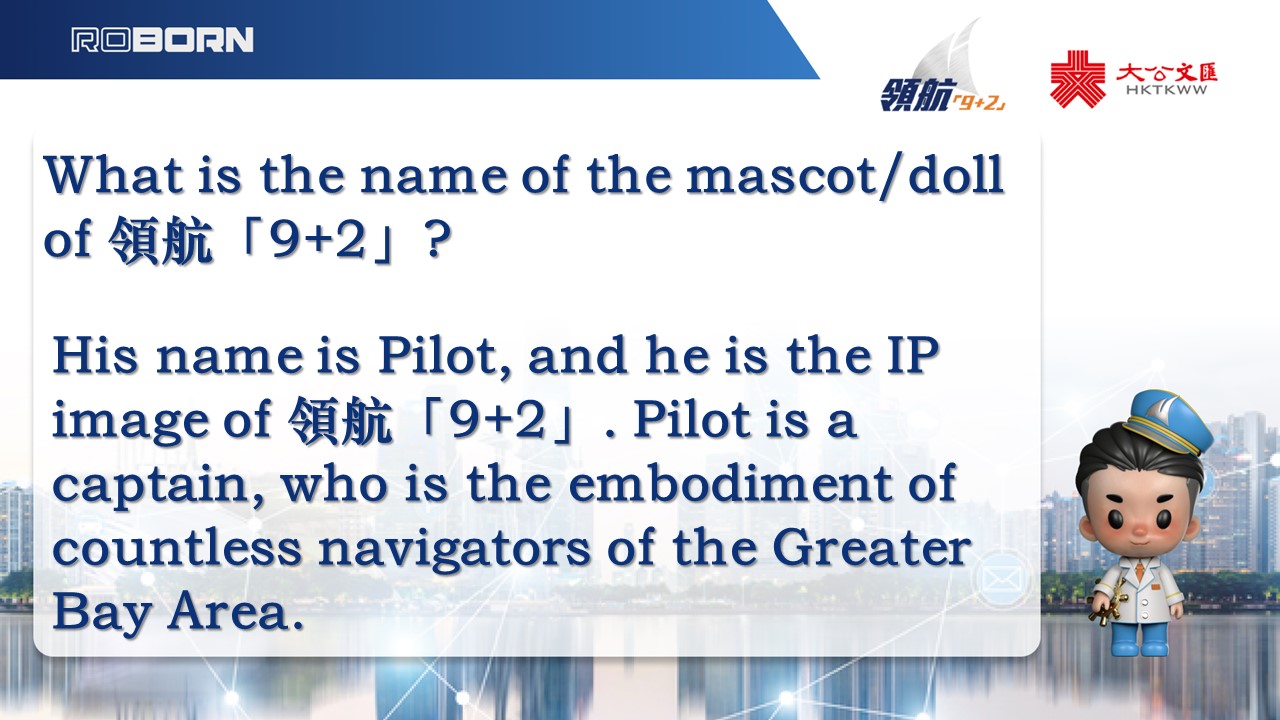 ROBORN
領航「9+2」
大公文匯
HKTKWW
What is the name of the mascot/doll
of 領航「9+2」?
His name is Pilot, and he is the IP
image of 領航「9+2」. Pilot is a
captain, who is the embodiment of
countless navigators of the Greater
Bay Area.